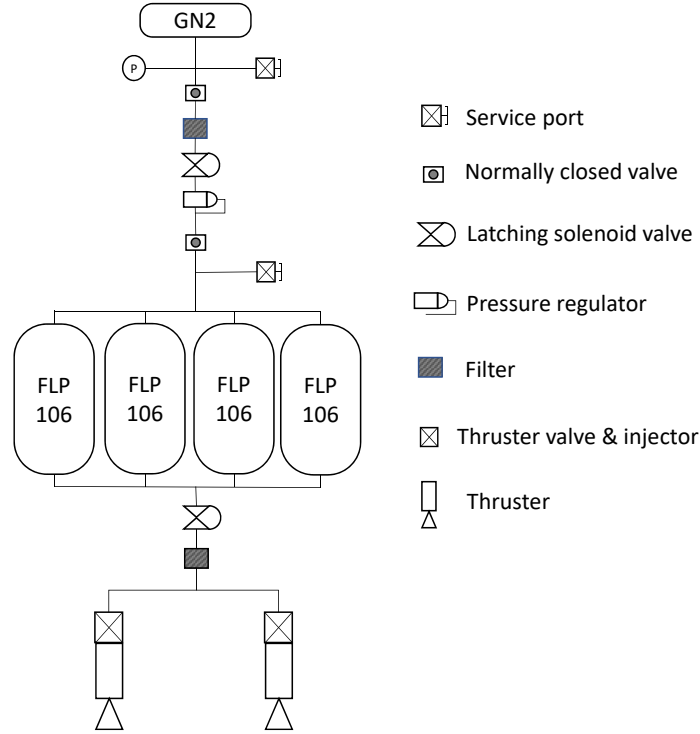 GN2
P
Service port
Normally closed valve
Latching solenoid valve
Pressure regulator
FLP
106
FLP
106
FLP
106
FLP
106
Filter
Thruster valve & injector
Thruster